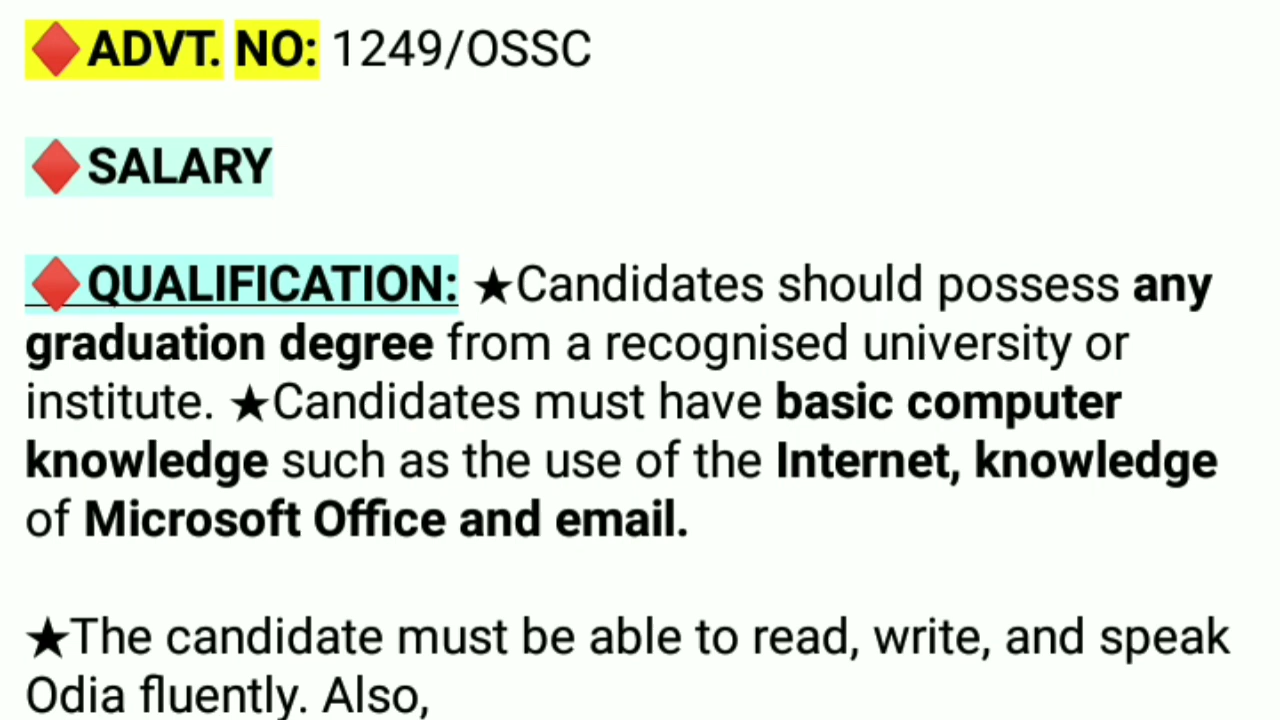 ♦ADVT. NO: 1249/OSSC
♦SALARY
♦QUALIFICATION: ★Candidates should possess any
graduation degree from a recognised university or
institute. ★Candidates must have basic computer
knowledge such as the use of the Internet, knowledge
of Microsoft Office and email.
★The candidate must be able to read, write, and speak
Odia fluently. Also,